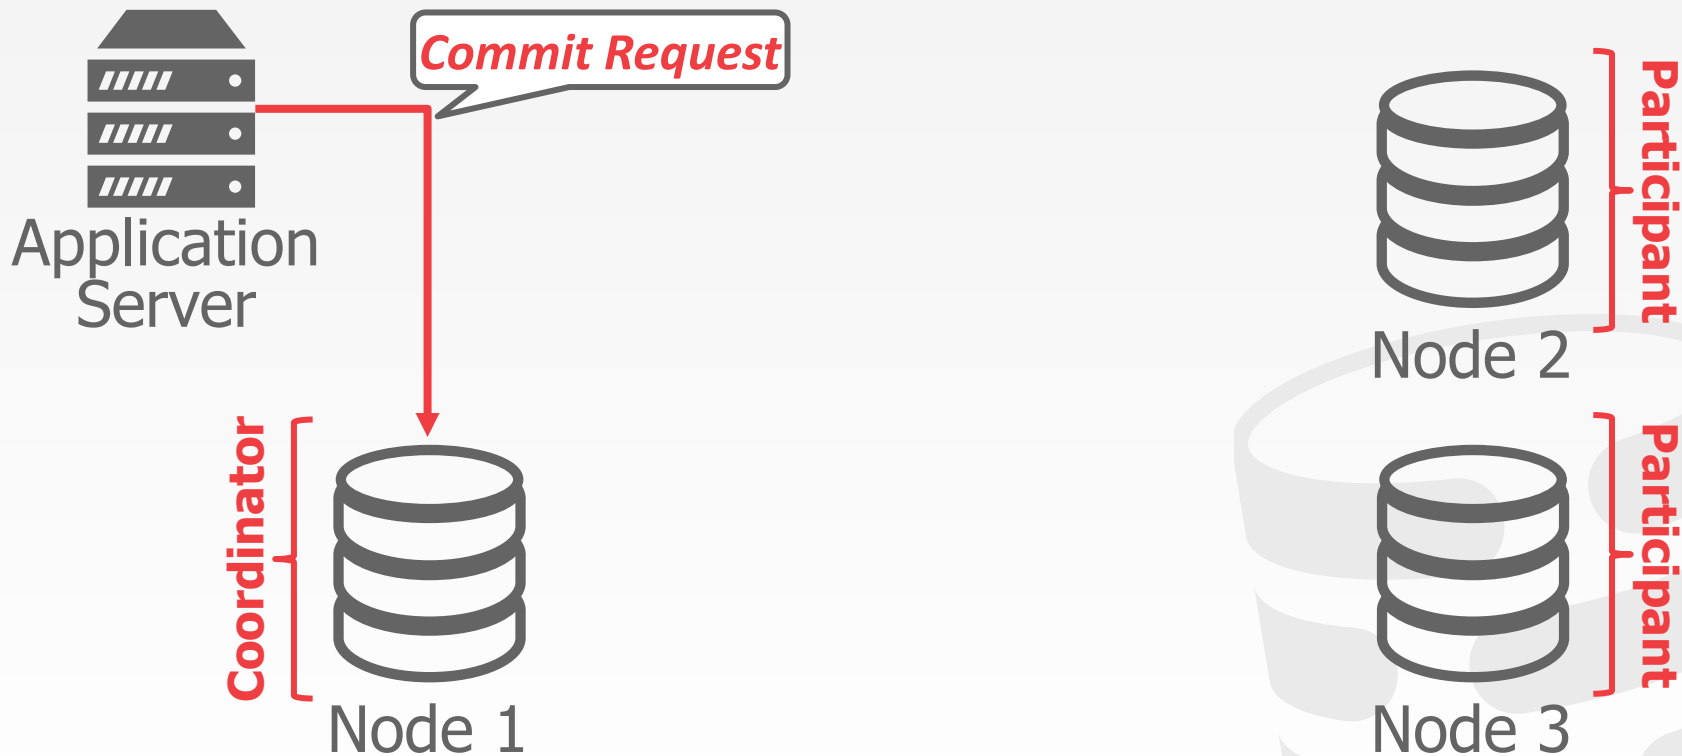 Commit Request
Application
Server
Participant
Node 2
Coordinator
Node 1
Participant
Node 3